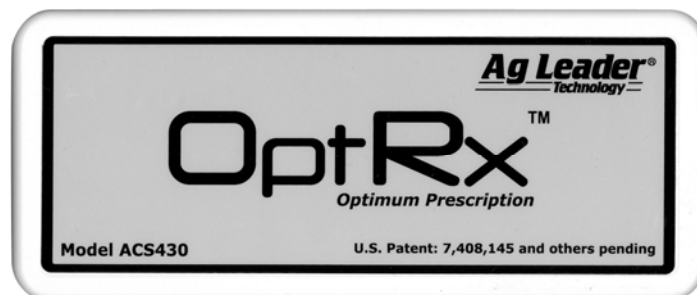 Ag Leader®
Technology
OptRx™
Optimum Prescription
Model ACS430
U.S. Patent: 7,408,145 and others pending